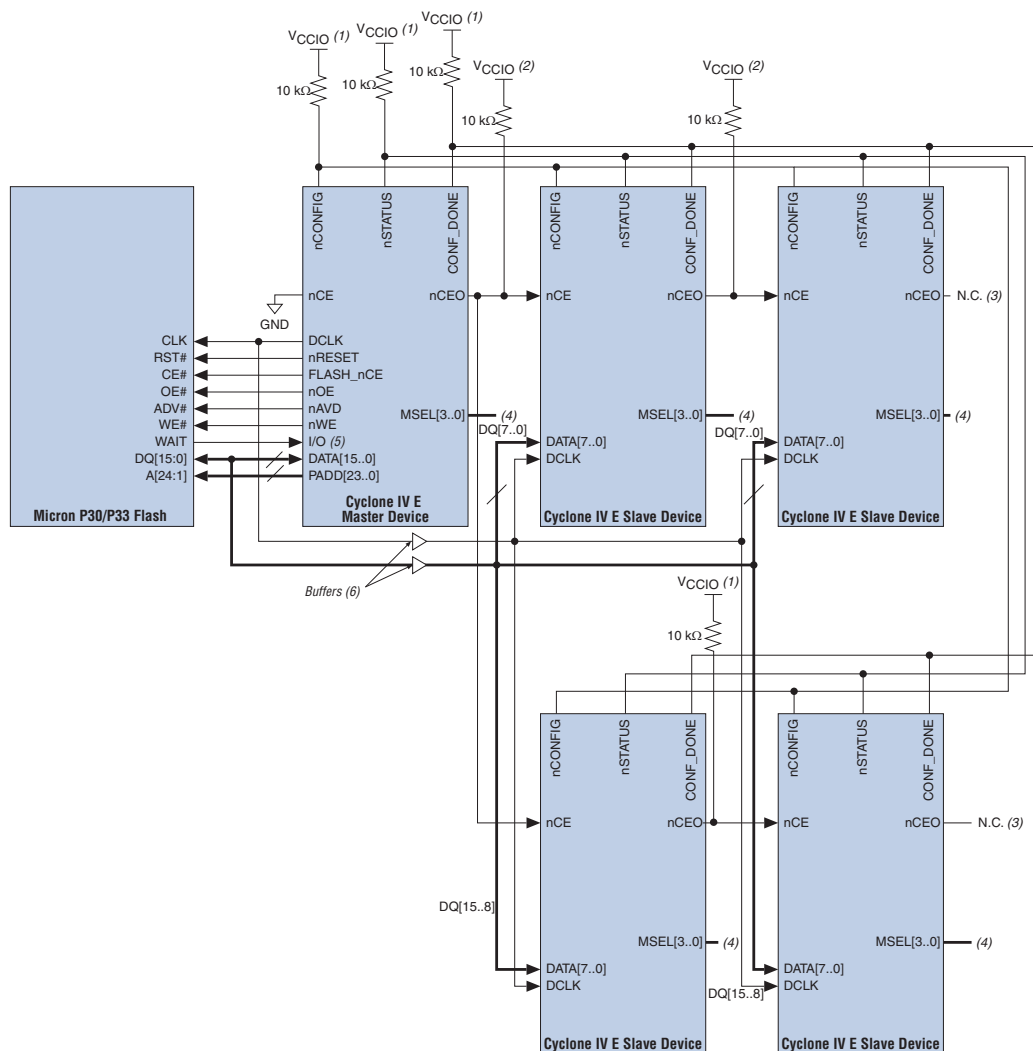 VCCIO (1)
VCCIO (1)
VCCIO (1)
VCCIO (2)
VCCIO (2)
10 kΩ
10 kΩ
10 kΩ
10 kΩ
10 kΩ
nCONFIG
nSTATUS
CONF_DONE
nCONFIG
nSTATUS
CONF_DONE
nCONFIG
nSTATUS
CONF_DONE
nCE
nCEO
nCE
nCEO
nCE
nCEO
N.C. (3)
GND
CLK
DCLK
RST#
nRESET
CE#
FLASH_nCE
OE#
nOE
ADV#
nAVD
WE#
nWE
WAIT
I/O (5)
DQ[15:0]
DATA[15..0]
A[24:1]
PADD[23..0]
MSEL[3..0]
(4)
MSEL[3..0]
(4)
MSEL[3..0]
(4)
DQ[7..0]
DQ[7..0]
DATA[7..0]
DCLK
DATA[7..0]
DCLK
Micron P30/P33 Flash
Cyclone IV E
Master Device
Cyclone IV E Slave Device
Cyclone IV E Slave Device
Buffers (6)
VCCIO (1)
10 kΩ
nCONFIG
nSTATUS
CONF_DONE
nCONFIG
nSTATUS
CONF_DONE
nCE
nCEO
nCE
nCEO
N.C. (3)
DQ[15..8]
MSEL[3..0]
(4)
MSEL[3..0]
(4)
DATA[7..0]
DCLK
DQ[15..8]
DATA[7..0]
DCLK
Cyclone IV E Slave Device
Cyclone IV E Slave Device